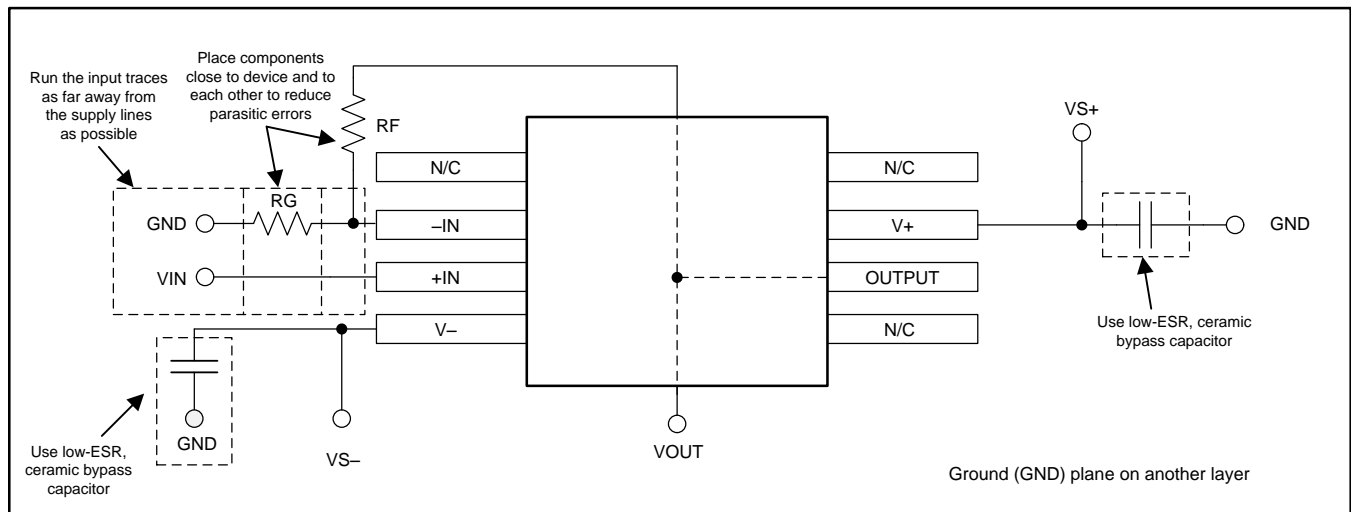 Run the input traces
as far away from
the supply lines
as possible
Place components
close to device and to
each other to reduce
parasitic errors
RF
VS+
N/C
N/C
RG
GND
–IN
V+
GND
VIN
+IN
OUTPUT
V–
N/C
Use low-ESR, ceramic
bypass capacitor
GND
Use low-ESR,
ceramic bypass
capacitor
VS–
VOUT
Ground (GND) plane on another layer